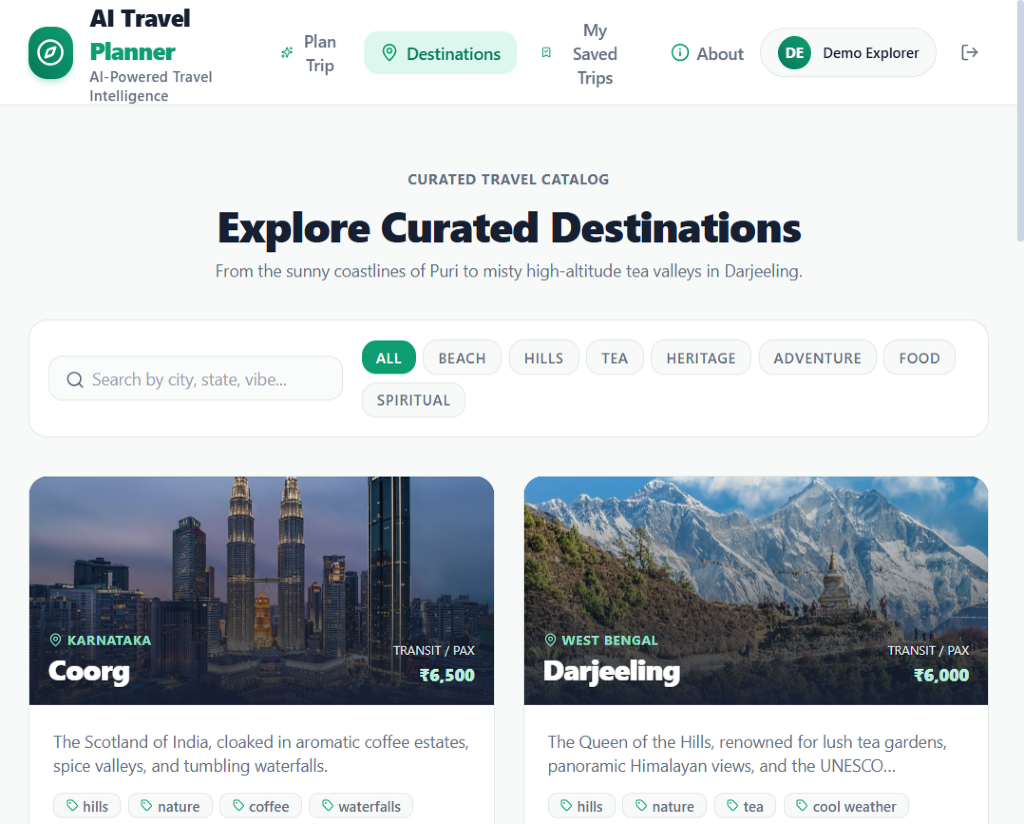 AI Travel
Planner
AI-Powered Travel
Intelligence
Plan
Trip
Destinations
My
Saved
Trips
About
DE
Demo Explorer
CURATED TRAVEL CATALOG
Explore Curated Destinations
From the sunny coastlines of Puri to misty high-altitude tea valleys in Darjeeling.
Search by city, state, vibe...
ALL BEACH HILLS TEA HERITAGE ADVENTURE FOOD
SPIRITUAL
KARNATAKA
Coorg
TRANSIT / PAX
₹6,500
The Scotland of India, cloaked in aromatic coffee estates,
spice valleys, and tumbling waterfalls.
hills nature coffee waterfalls
WEST BENGAL
Darjeeling
TRANSIT / PAX
₹6,000
The Queen of the Hills, renowned for lush tea gardens,
panoramic Himalayan views, and the UNESCO...
hills nature tea cool weather